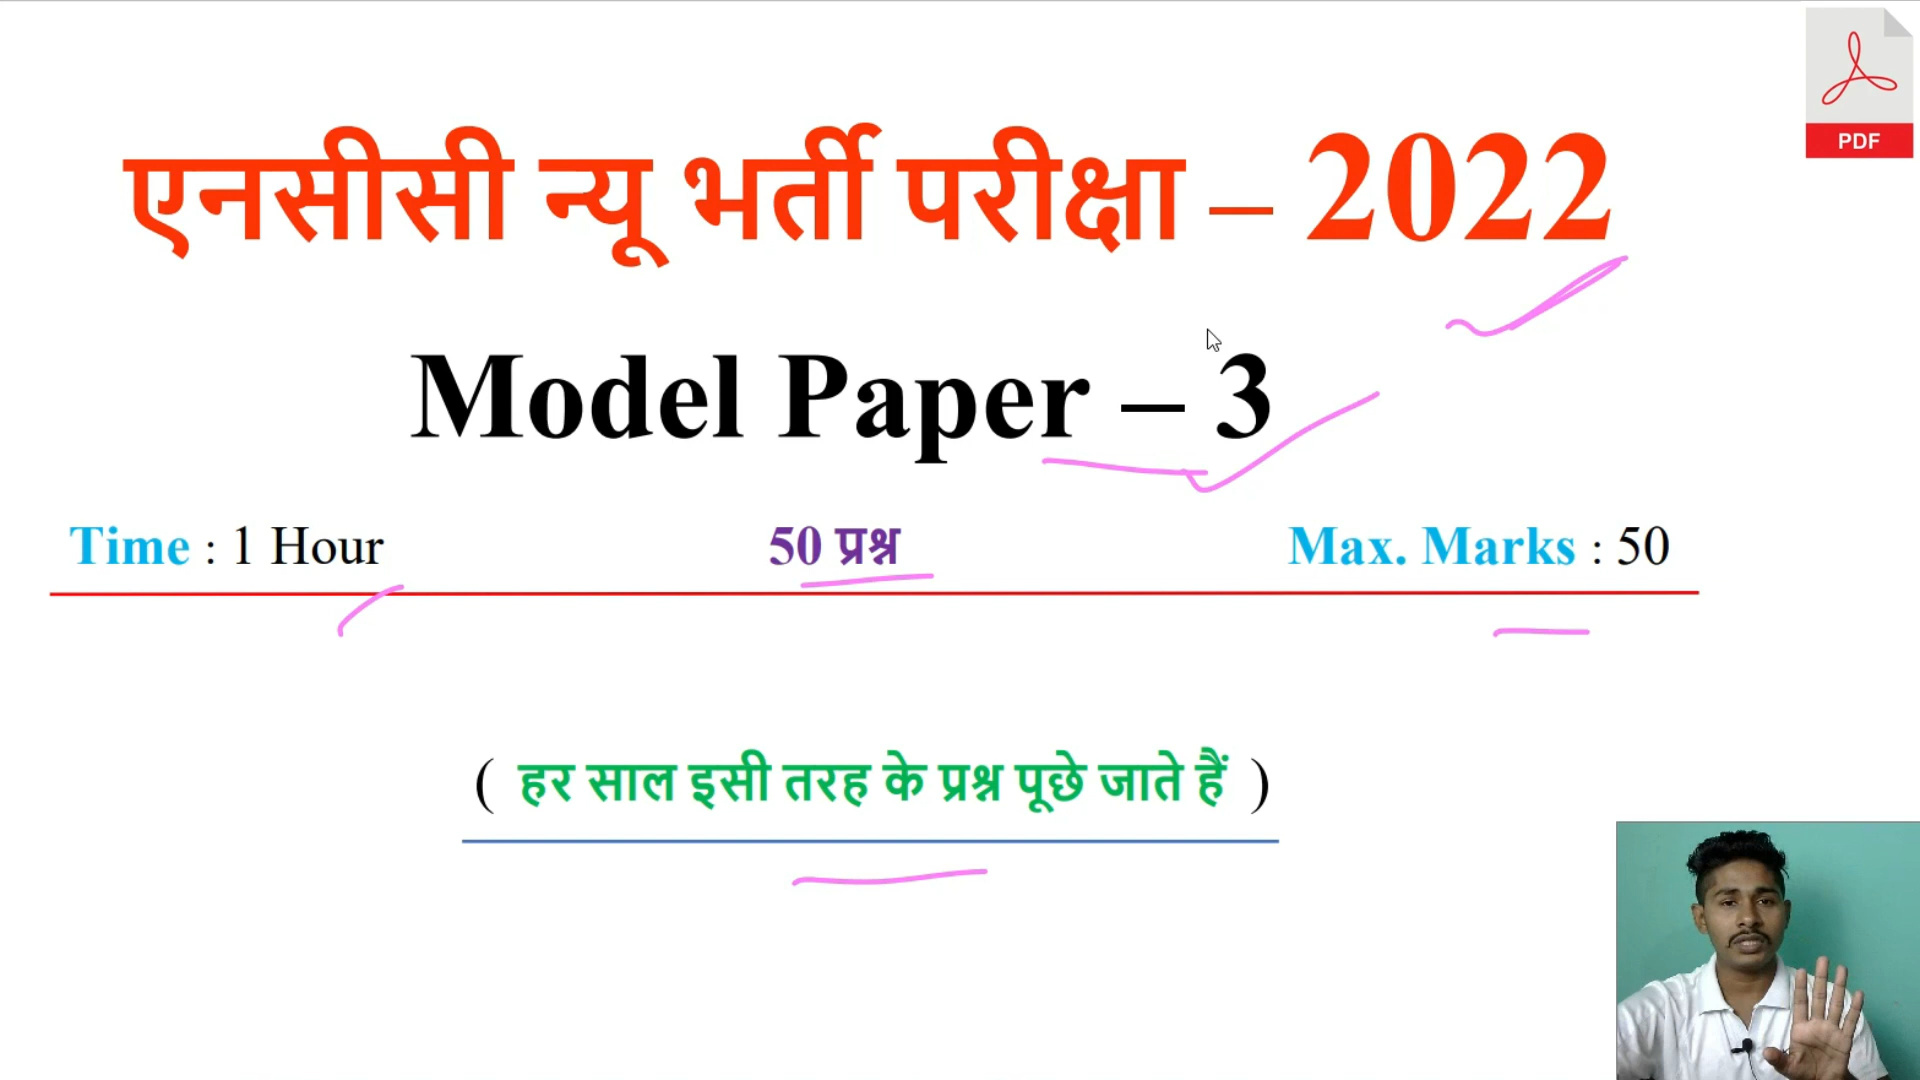 एनसीसी न्यू भर्ती परीक्षा – 2022
PDF
Model Paper – 3
Time : 1 Hour 50 प्रश्न Max. Marks : 50
( हर साल इसी तरह के प्रश्न पूछे जाते हैं )